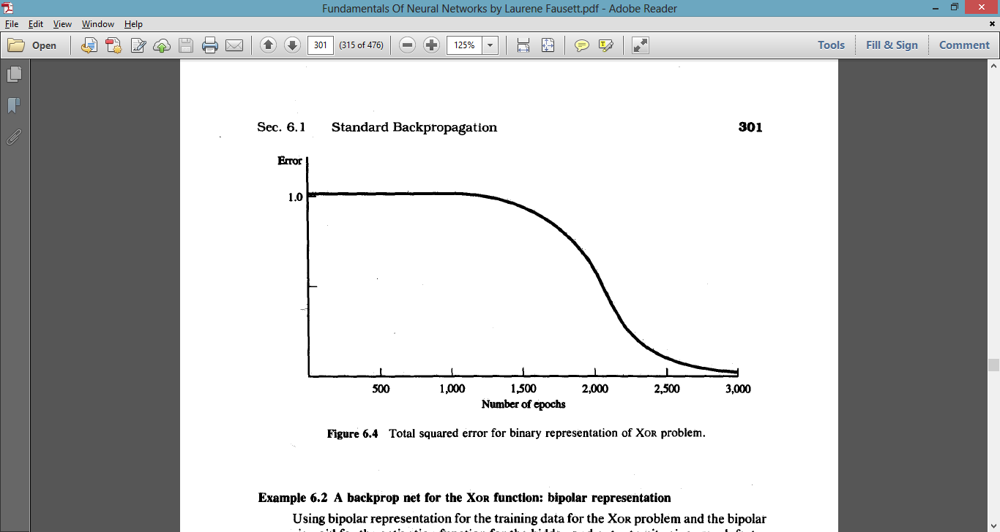 Fundamentals Of Neural Networks by Laurene Fausett.pdf - Adobe Reader
File Edit View Window Help
Open 301 (315 of 476) 125% Tools Fill & Sign Comment
Sec. 6.1 Standard Backpropagation 301
Error
1.0
500 1,000 1,500 2,000 2,500 3,000
Number of epochs
Figure 6.4 Total squared error for binary representation of XOR problem.
Example 6.2 A backprop net for the XOR function: bipolar representation
Using bipolar representation for the training data for the XOR problem and the bipolar